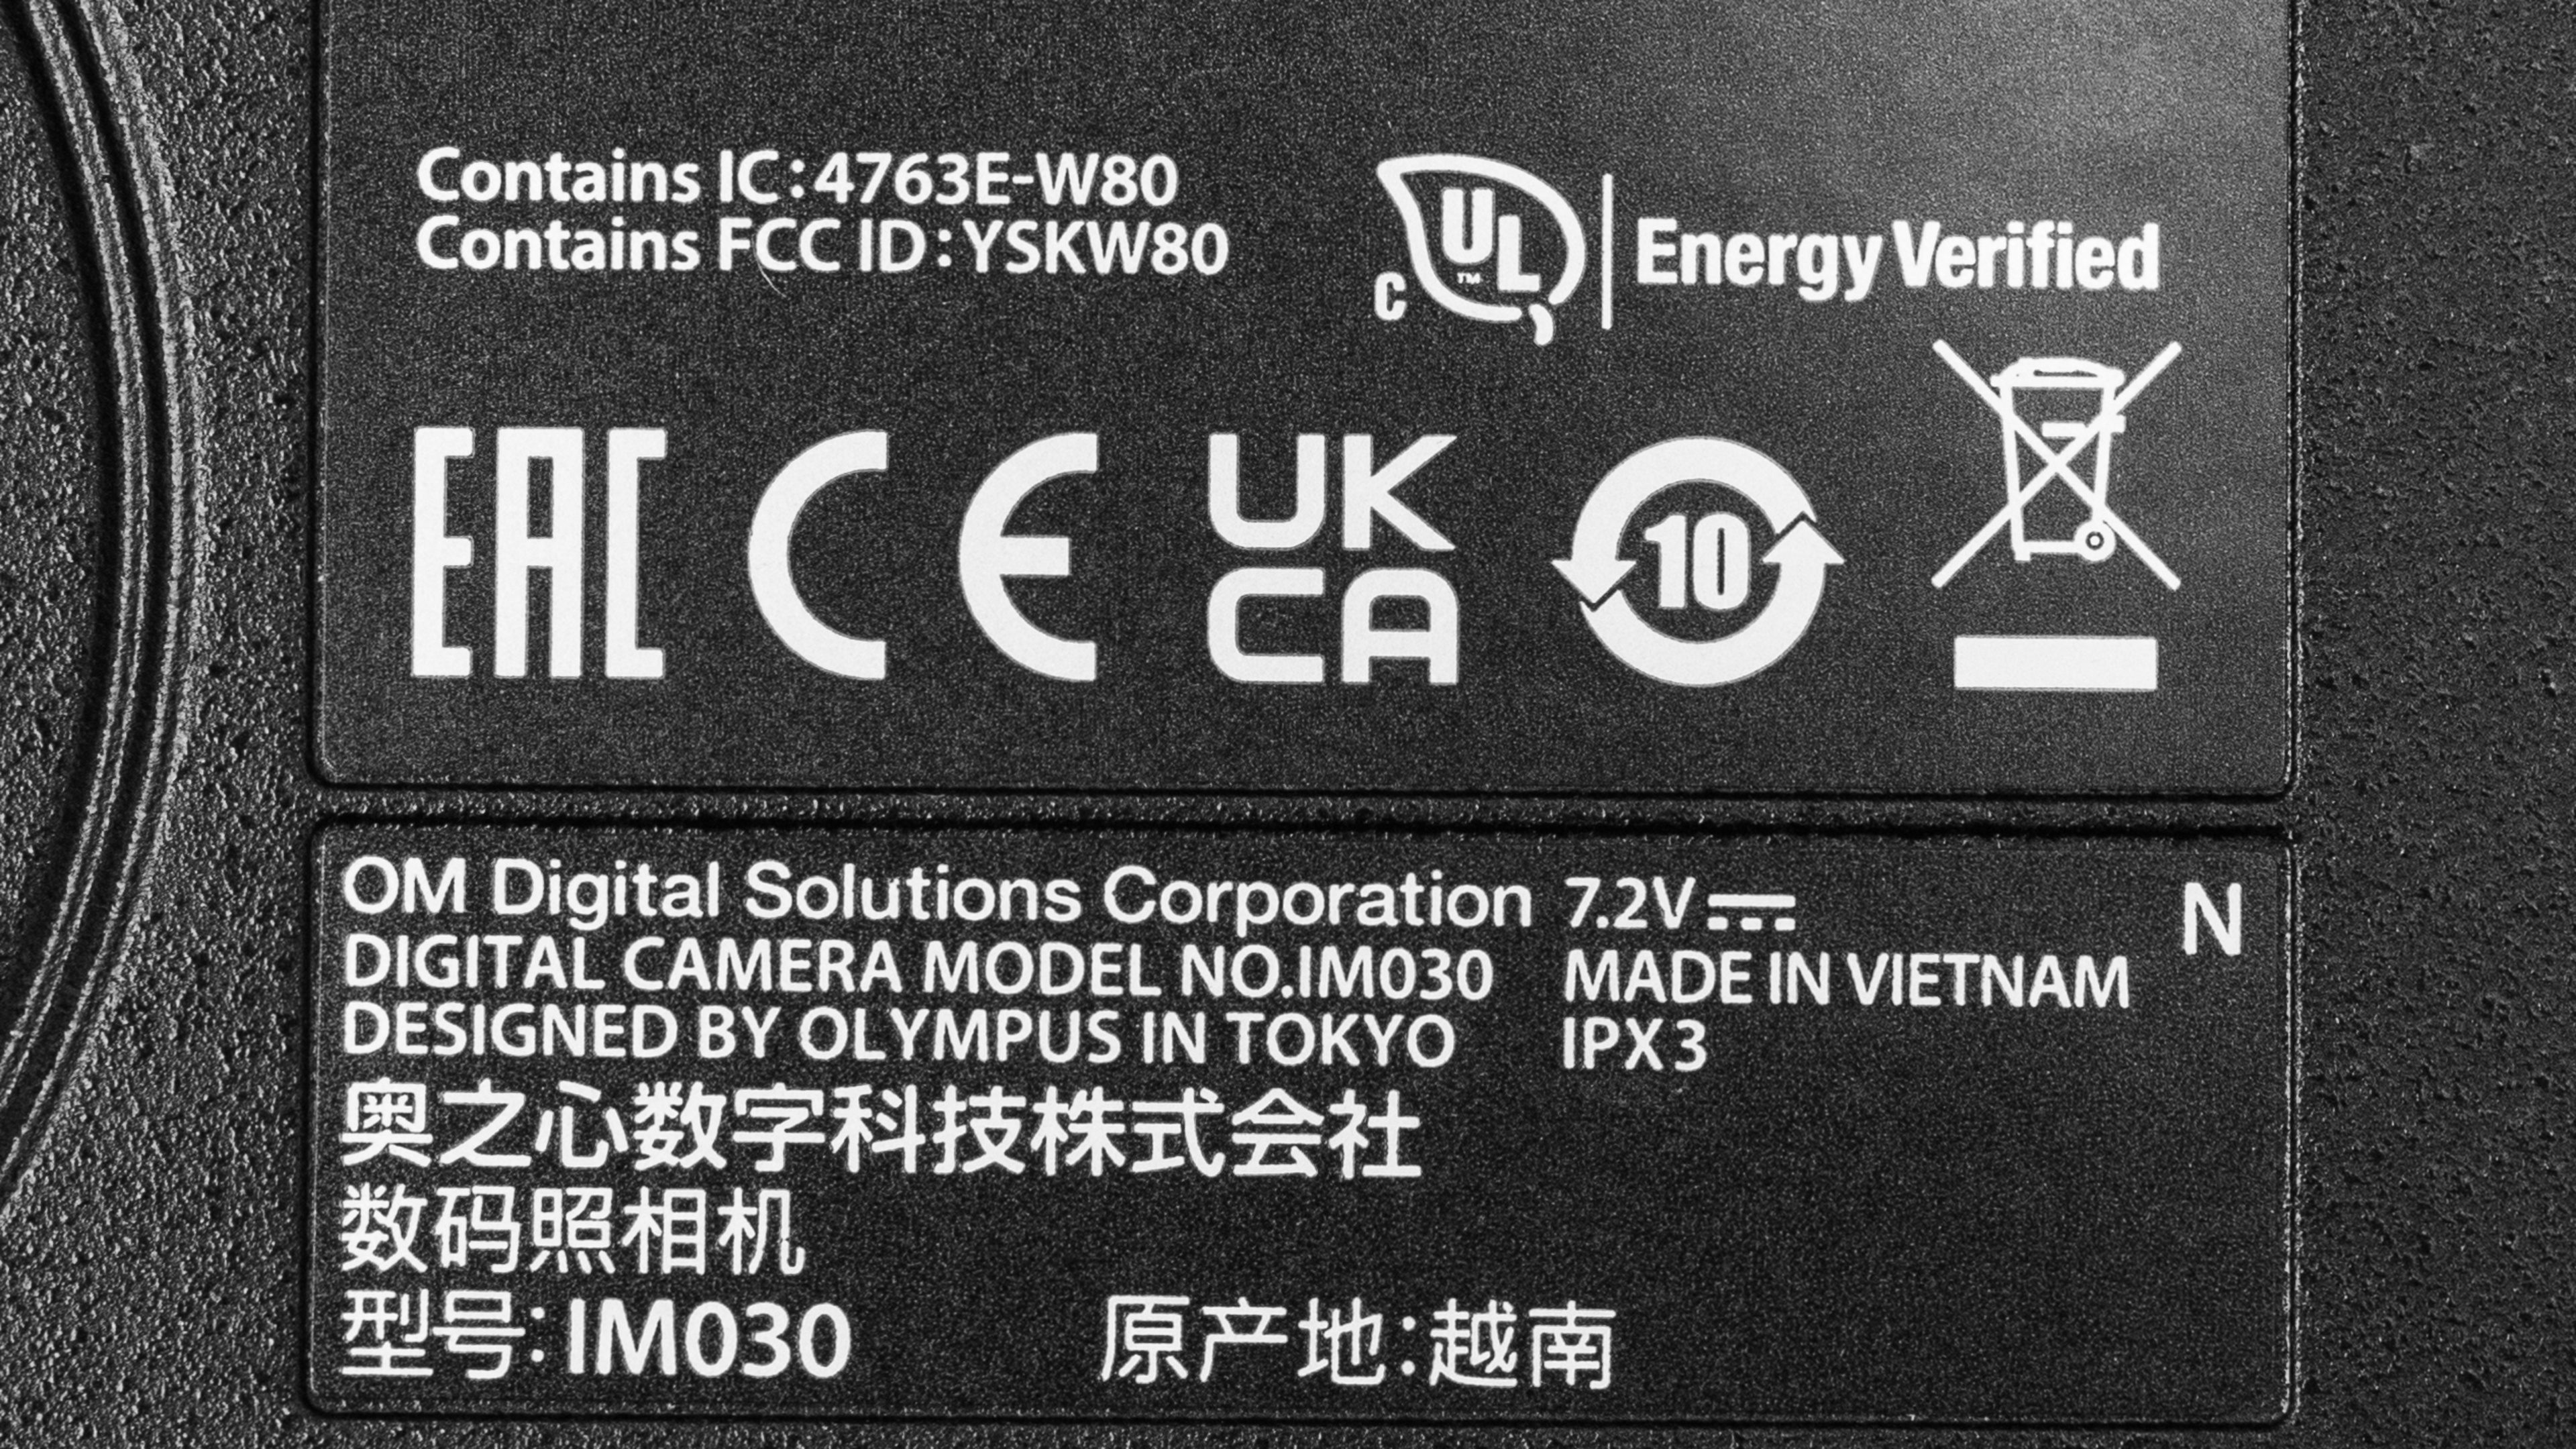 Contains IC:4763E-W80
Contains FCC ID:YSKW80
C UL™ Energy Verified
EAC CE UKCA 10
OM Digital Solutions Corporation 7.2V
N
DIGITAL CAMERA MODEL NO.IM030 MADE IN VIETNAM
DESIGNED BY OLYMPUS IN TOKYO IPX3
奥之心数字科技株式会社
数码照相机
型号:IM030 原产地:越南